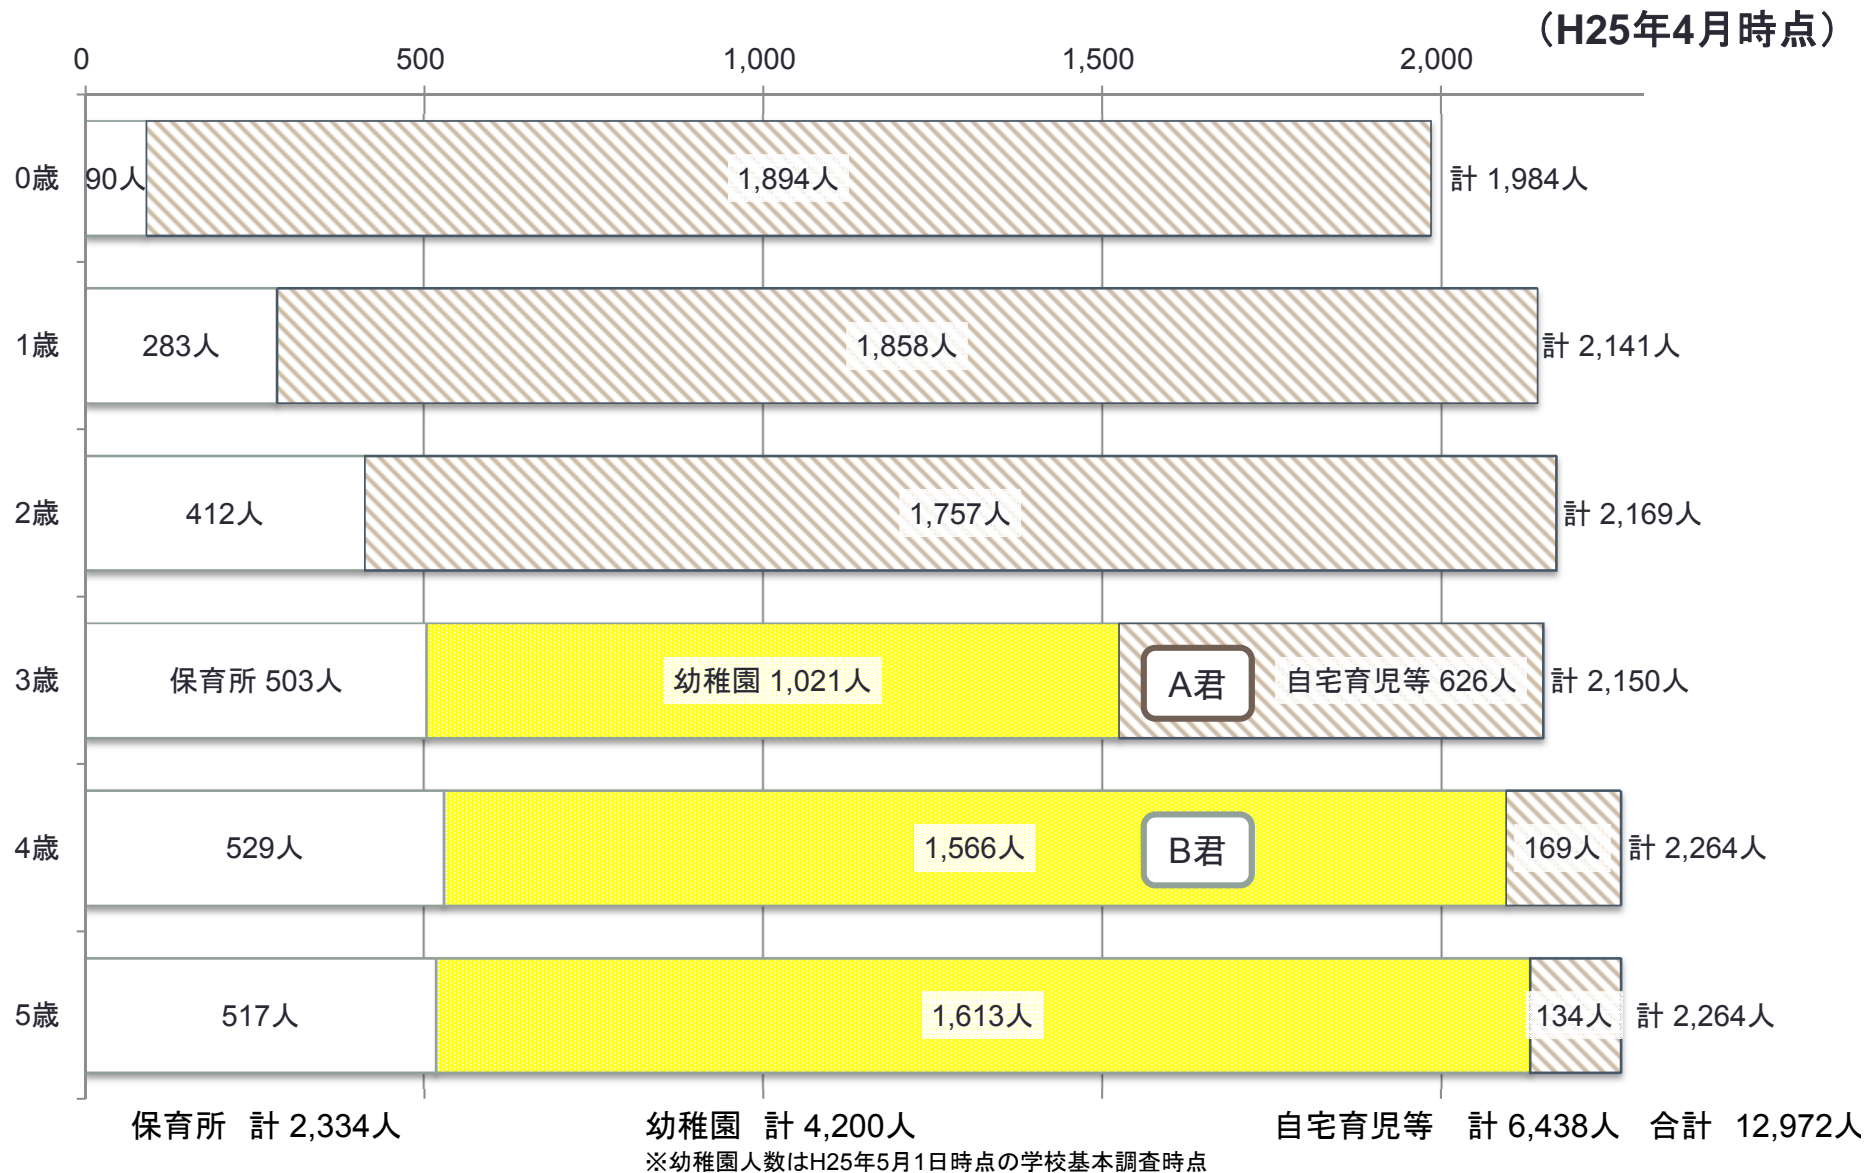 （H25年4月時点）
0 500 1,000 1,500 2,000
0歳 90人 1,894人 計 1,984人
1歳 283人 1,858人 計 2,141人
2歳 412人 1,757人 計 2,169人
3歳 保育所 503人 幼稚園 1,021人 A君 自宅育児等 626人 計 2,150人
4歳 529人 1,566人 B君 169人 計 2,264人
5歳 517人 1,613人 134人 計 2,264人
保育所 計 2,334人 幼稚園 計 4,200人 自宅育児等 計 6,438人 合計 12,972人
※幼稚園人数はH25年5月1日時点の学校基本調査時点